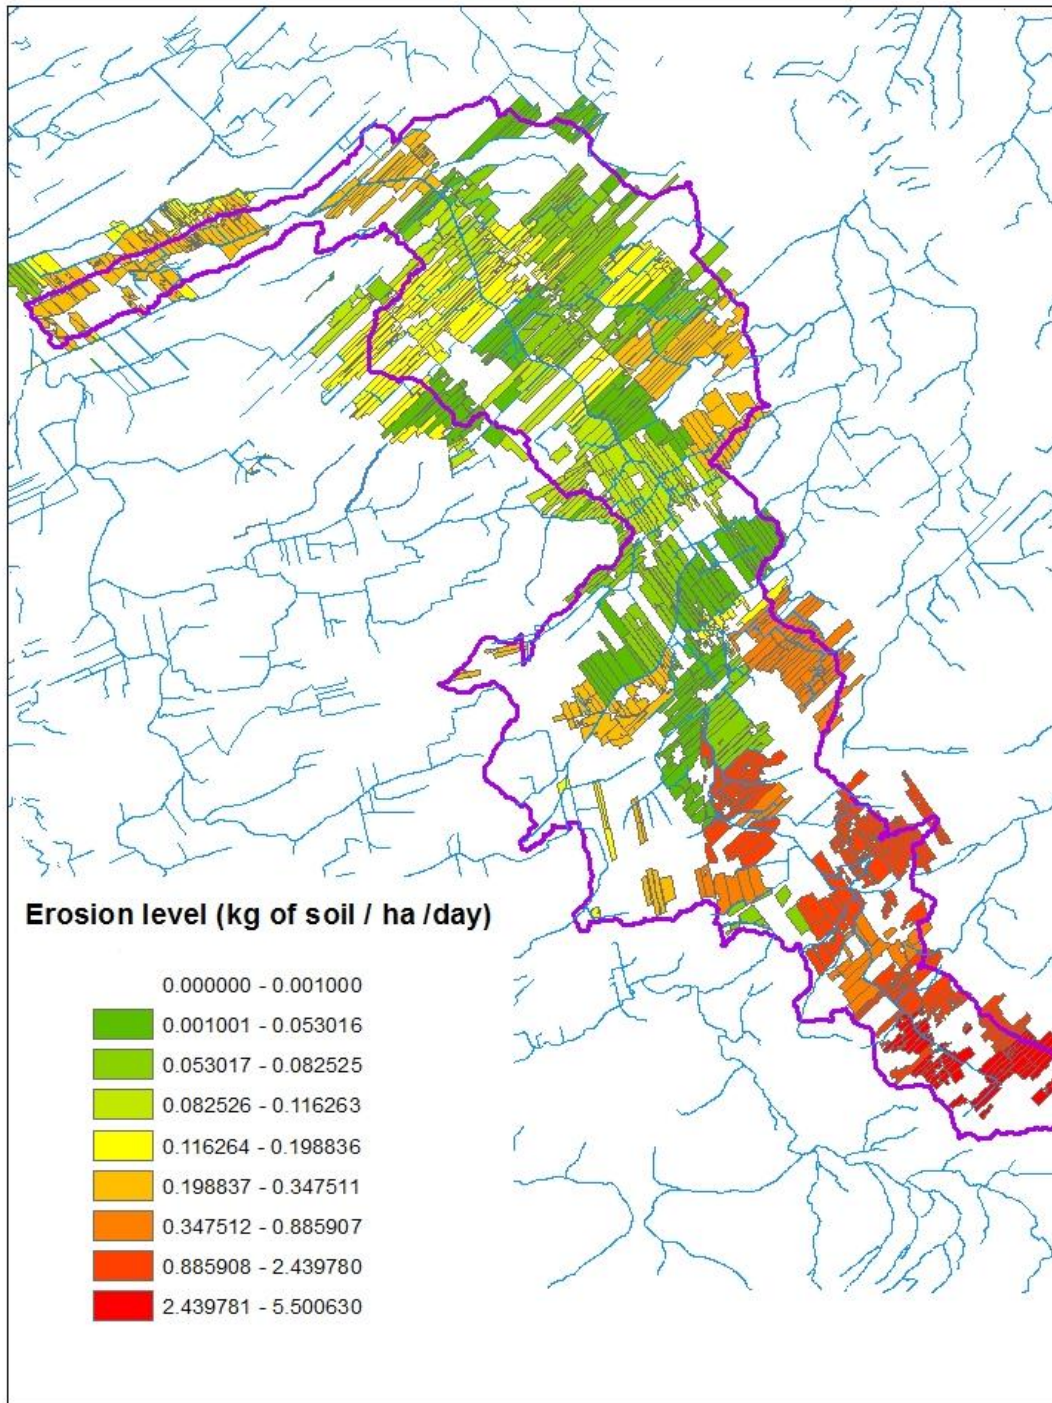 Erosion level (kg of soil / ha /day)
0.000000 - 0.001000
0.001001 - 0.053016
0.053017 - 0.082525
0.082526 - 0.116263
0.116264 - 0.198836
0.198837 - 0.347511
0.347512 - 0.885907
0.885908 - 2.439780
2.439781 - 5.500630